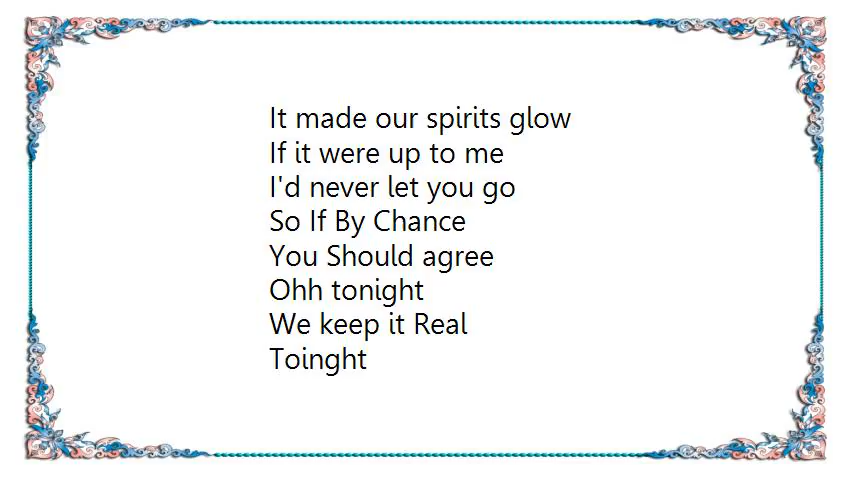 It made our spirits glow
If it were up to me
I'd never let you go
So If By Chance
You Should agree
Ohh tonight
We keep it Real
Toinght